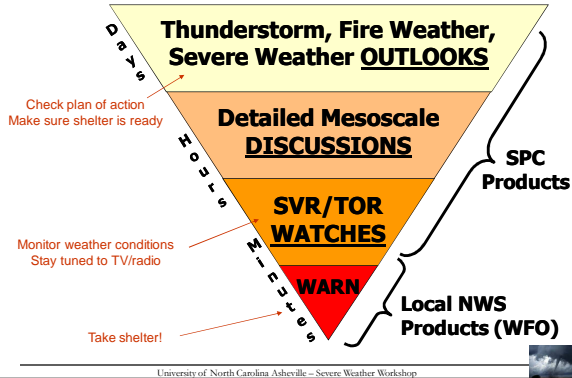 Thunderstorm, Fire Weather,
Severe Weather OUTLOOKS
Days
Check plan of action
Make sure shelter is ready
Detailed Mesoscale
DISCUSSIONS
Hours
SPC
Products
SVR/TOR
WATCHES
Monitor weather conditions
Stay tuned to TV/radio
Minutes
WARN
Local NWS
Products (WFO)
Take shelter!
University of North Carolina Asheville – Severe Weather Workshop